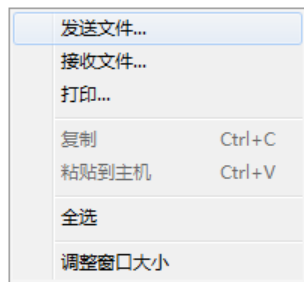 发送文件...
接收文件...
打印...
复制 Ctrl+C
粘贴到主机 Ctrl+V
全选
调整窗口大小